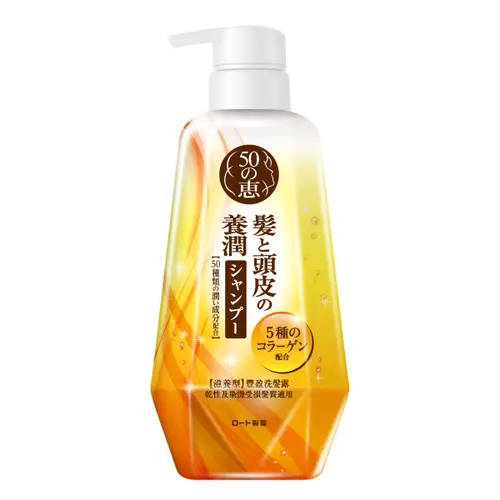 50の恵
髪と頭皮の
養潤シャンプー
【50種類の潤い成分配合】
5種の
コラーゲン
配合
【滋養型】豐盈洗髮露
乾性及染燙受損髮質適用
ロート製薬